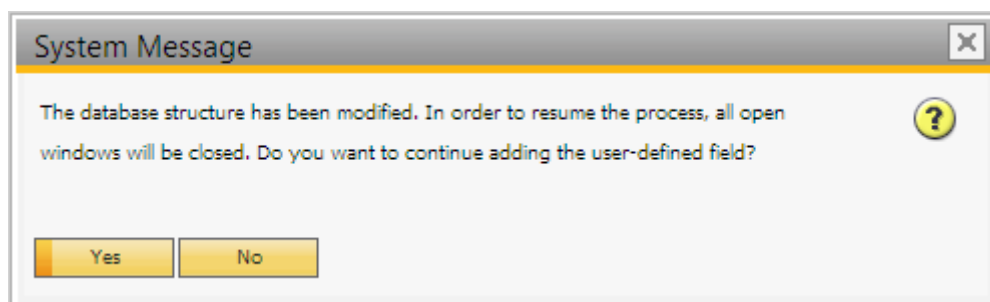 System Message
The database structure has been modified. In order to resume the process, all open
windows will be closed. Do you want to continue adding the user-defined field?
?
Yes No